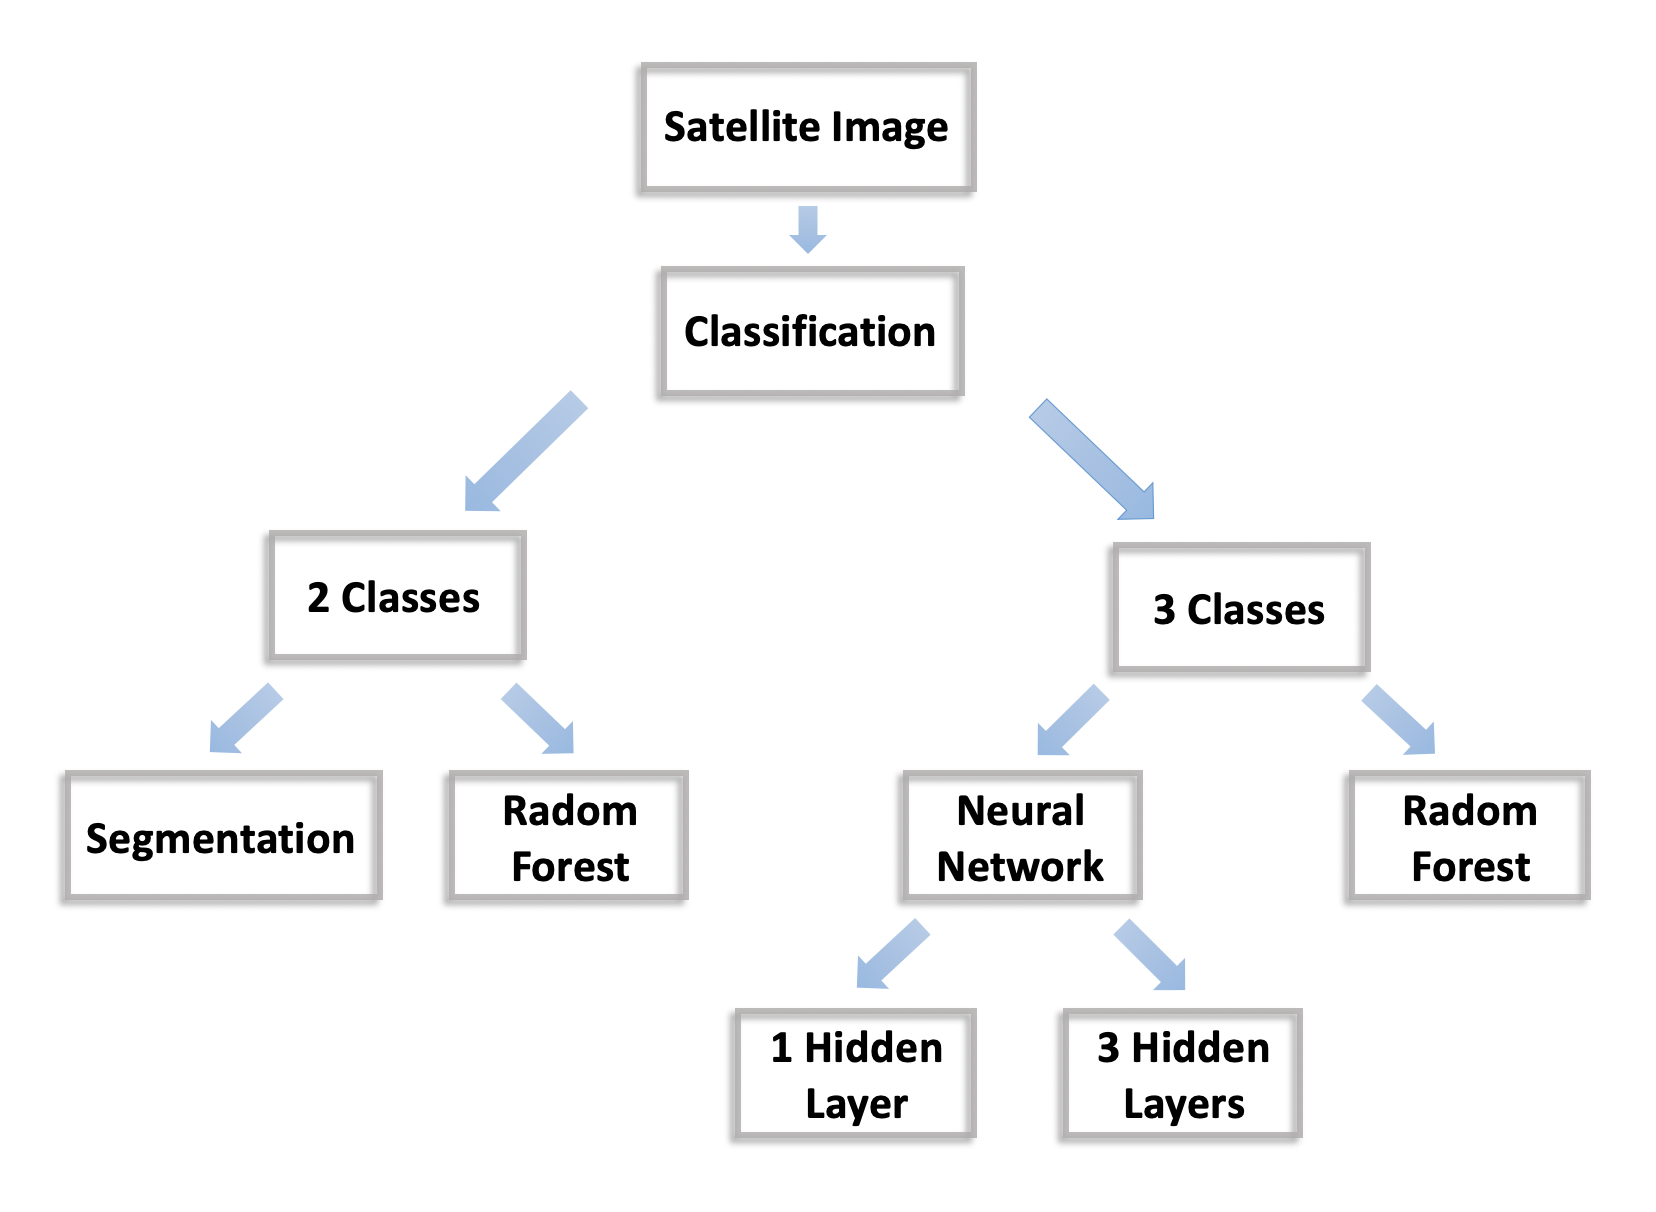 Satellite Image
Classification
2 Classes
3 Classes
Segmentation
Radom
Forest
Neural
Network
Radom
Forest
1 Hidden
Layer
3 Hidden
Layers